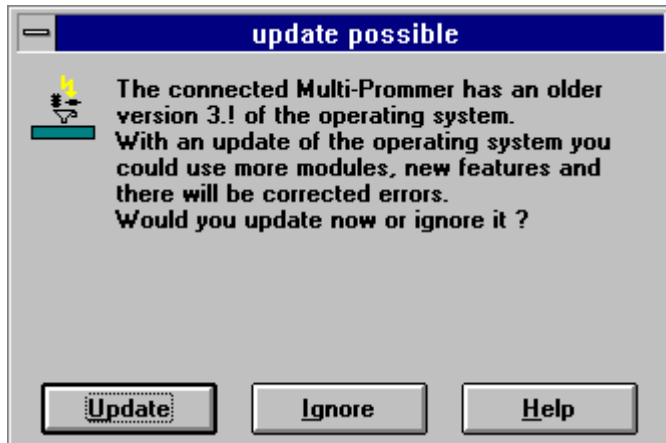 update possible
The connected Multi-Prommer has an older
version 3.! of the operating system.
With an update of the operating system you
could use more modules, new features and
there will be corrected errors.
Would you update now or ignore it ?
Update Ignore Help